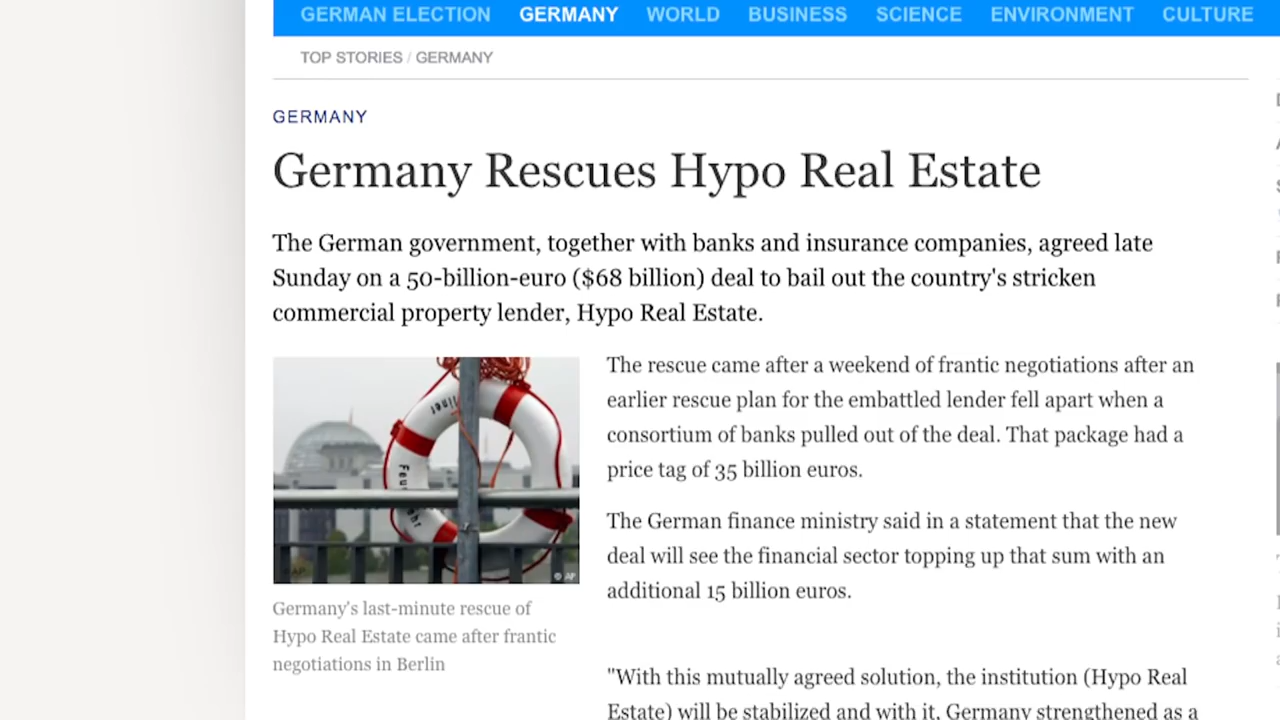 GERMAN ELECTION GERMANY WORLD BUSINESS SCIENCE ENVIRONMENT CULTURE
TOP STORIES / GERMANY
GERMANY
Germany Rescues Hypo Real Estate
The German government, together with banks and insurance companies, agreed late
Sunday on a 50-billion-euro ($68 billion) deal to bail out the country's stricken
commercial property lender, Hypo Real Estate.
The rescue came after a weekend of frantic negotiations after an
earlier rescue plan for the embattled lender fell apart when a
consortium of banks pulled out of the deal. That package had a
price tag of 35 billion euros.
The German finance ministry said in a statement that the new
deal will see the financial sector topping up that sum with an
additional 15 billion euros.
© AP
Germany's last-minute rescue of
Hypo Real Estate came after frantic
negotiations in Berlin
"With this mutually agreed solution, the institution (Hypo Real
Estate) will be stabilized and with it, Germany strengthened as a